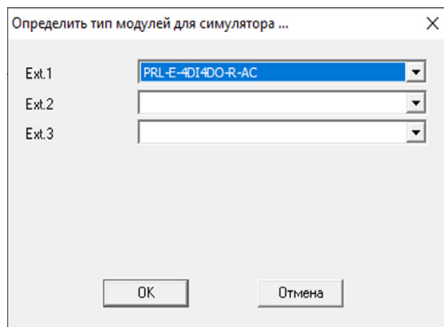 Определить тип модулей для симулятора ...
Ext.1 PRL-E-4DI4DO-R-AC
Ext.2
Ext.3
OK Отмена